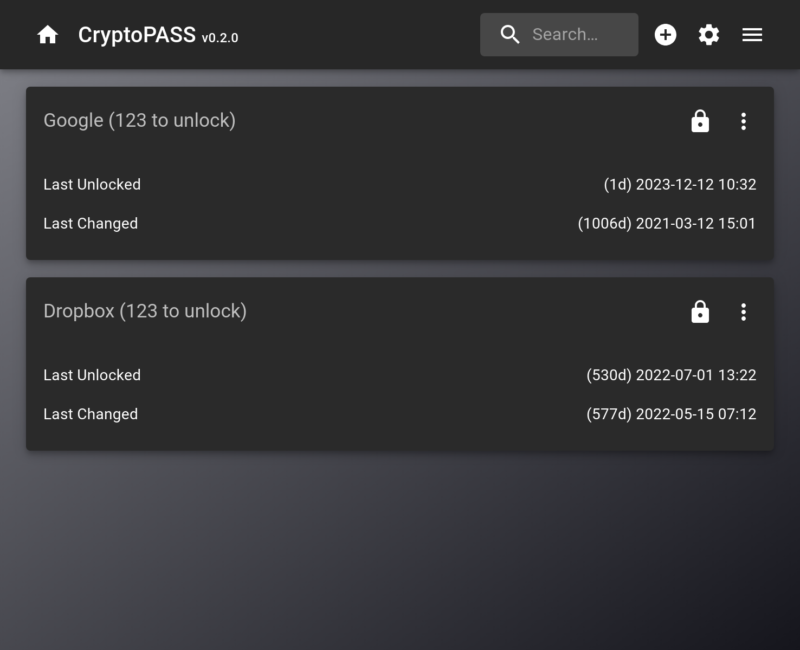 CryptoPASS v0.2.0 Search…
Google (123 to unlock)
Last Unlocked (1d) 2023-12-12 10:32
Last Changed (1006d) 2021-03-12 15:01
Dropbox (123 to unlock)
Last Unlocked (530d) 2022-07-01 13:22
Last Changed (577d) 2022-05-15 07:12